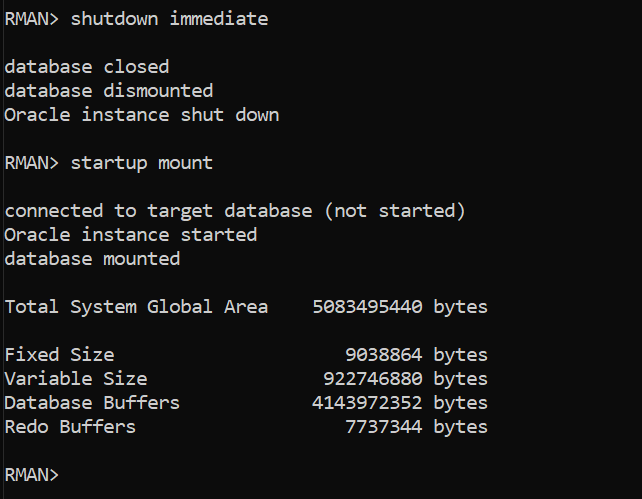 RMAN> shutdown immediate
database closed
database dismounted
Oracle instance shut down
RMAN> startup mount
connected to target database (not started)
Oracle instance started
database mounted
Total System Global Area    5083495440 bytes
Fixed Size                     9038864 bytes
Variable Size                922746880 bytes
Database Buffers            4143972352 bytes
Redo Buffers                   7737344 bytes
RMAN>